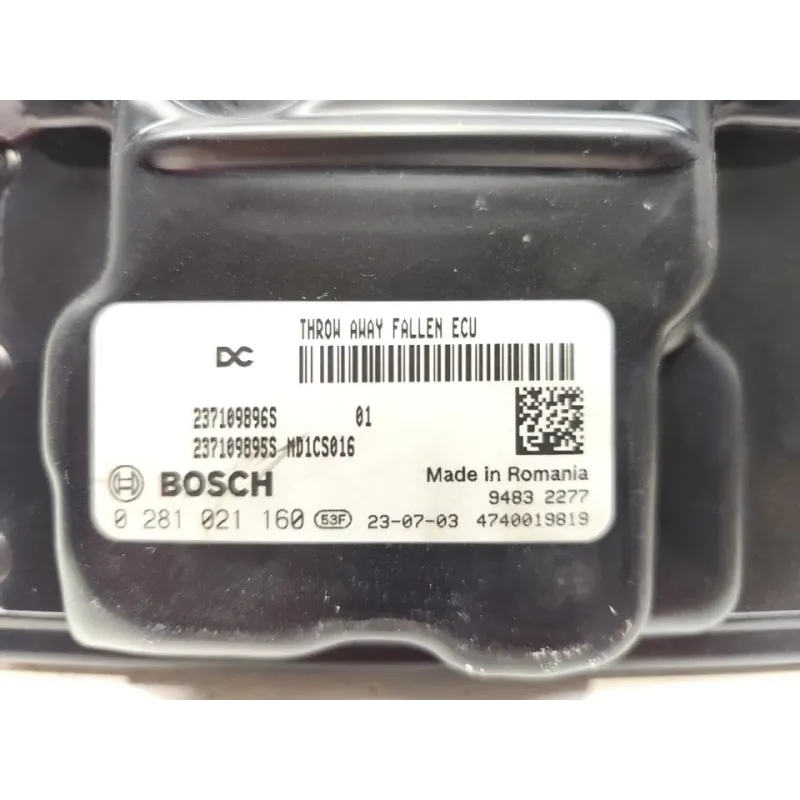 THROW AWAY FALLEN ECU
DC
237109896S 01
237109895S MD1CS016
BOSCH
Made in Romania
9483 2277
0 281 021 160 53F 23-07-03 4740019819